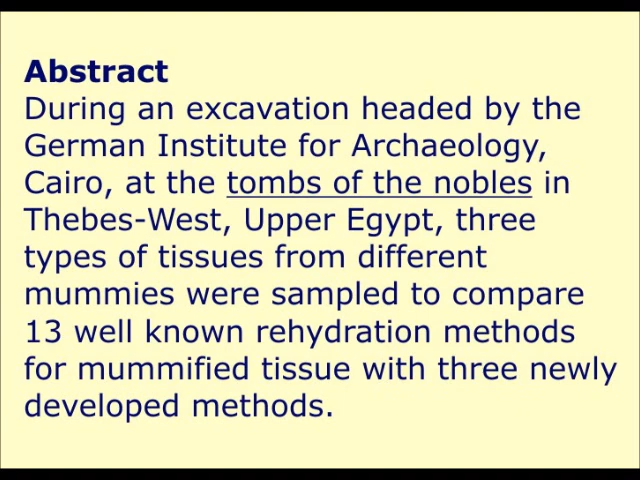 Abstract
During an excavation headed by the
German Institute for Archaeology,
Cairo, at the tombs of the nobles in
Thebes-West, Upper Egypt, three
types of tissues from different
mummies were sampled to compare
13 well known rehydration methods
for mummified tissue with three newly
developed methods.